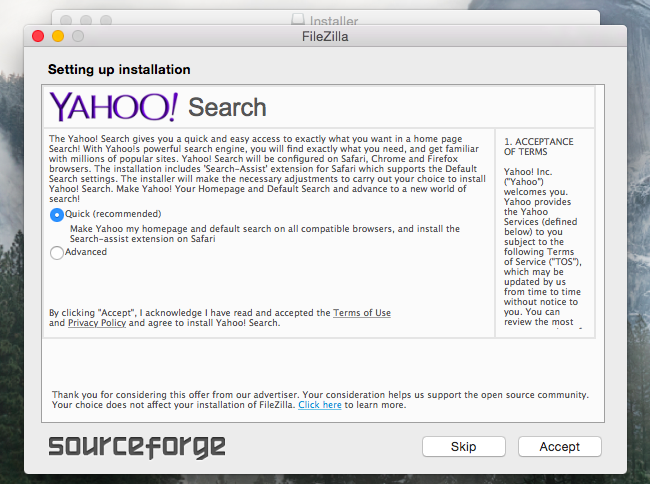 Installer
FileZilla
Setting up installation
YAHOO! Search
The Yahoo! Search gives you a quick and easy access to exactly what you want in a home page
Search! With Yahoo!s powerful search engine, you will find exactly what you need, and get familiar
with millions of popular sites. Yahoo! Search will be configured on Safari, Chrome and Firefox
browsers. The installation includes 'Search-Assist' extension for Safari which supports the Default
Search settings. The installer will make the necessary adjustments to carry out your choice to install
Yahoo! Search. Make Yahoo! Your Homepage and Default Search and advance to a new world of
search!
Quick (recommended)
Make Yahoo my homepage and default search on all compatible browsers, and install the
Search-assist extension on Safari
Advanced
By clicking "Accept", I acknowledge I have read and accepted the Terms of Use
and Privacy Policy and agree to install Yahoo! Search.
1. ACCEPTANCE
OF TERMS
Yahoo! Inc.
("Yahoo")
welcomes you.
Yahoo provides
the Yahoo
Services (defined
below) to you
subject to the
following Terms
of Service ("TOS"),
which may be
updated by us
from time to time
without notice to
you. You can
review the most
Thank you for considering this offer from our advertiser. Your consideration helps us support the open source community.
Your choice does not affect your installation of FileZilla. Click here to learn more.
sourceforge
Skip
Accept